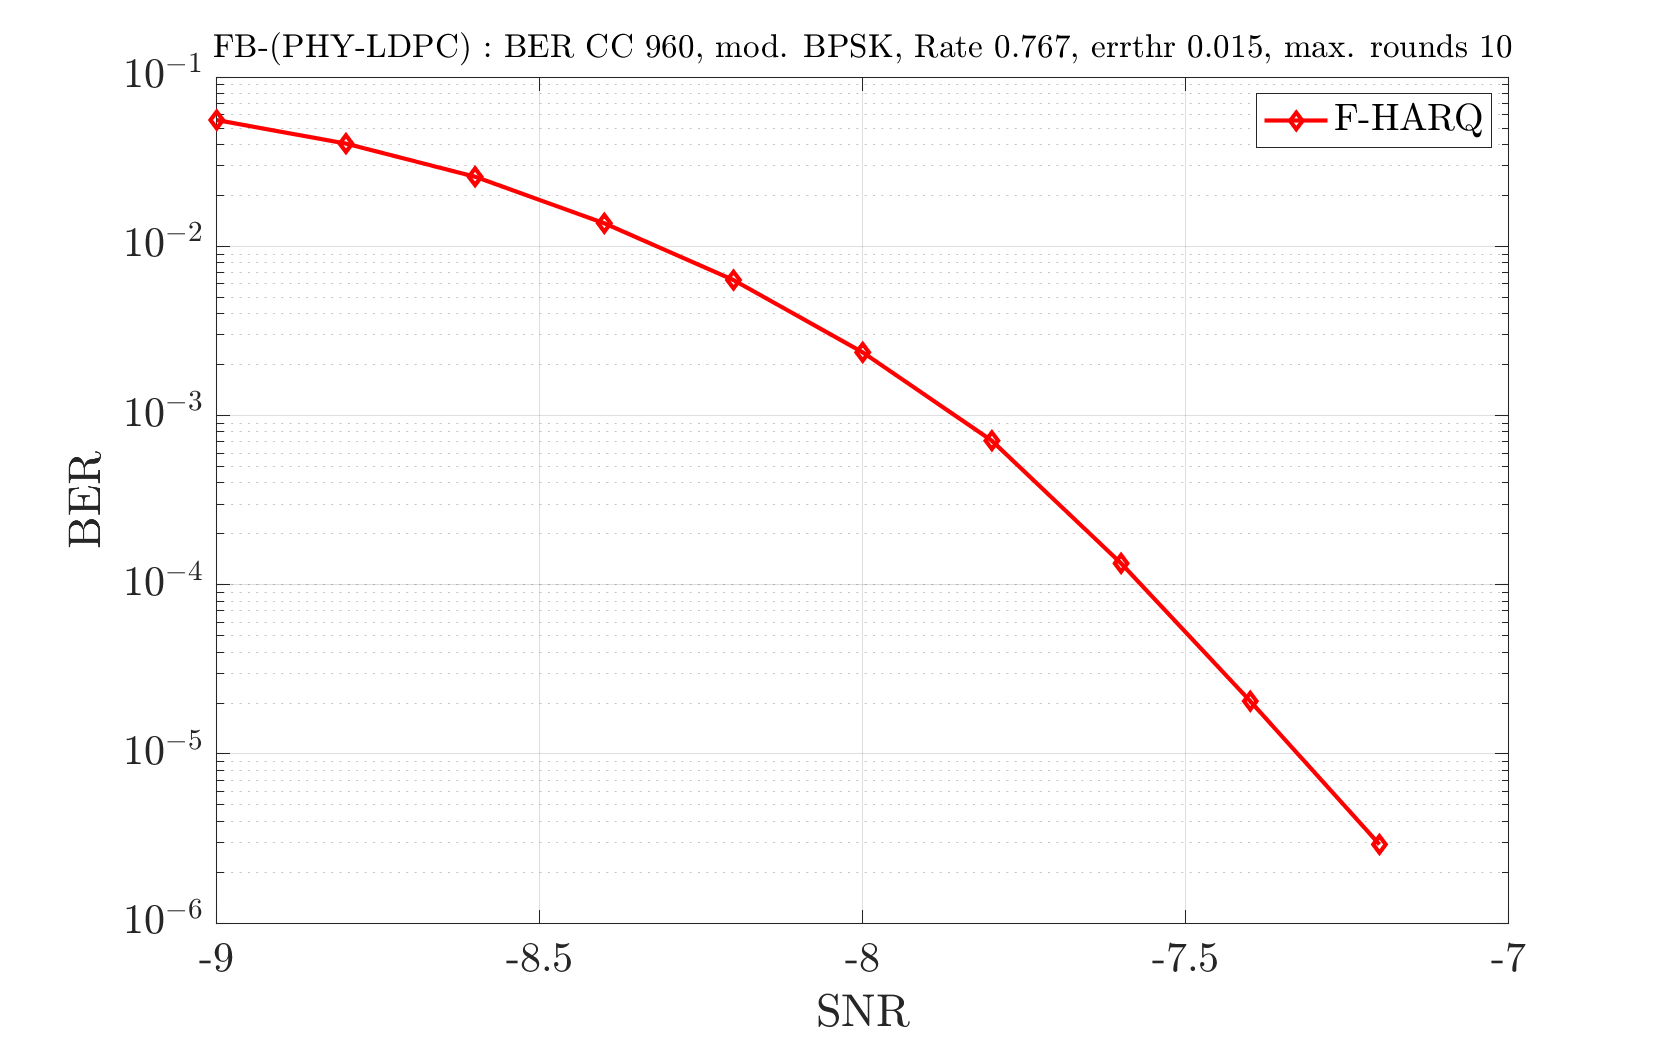 FB-(PHY-LDPC) : BER CC 960, mod. BPSK, Rate 0.767, errthr 0.015, max. rounds 10
F-HARQ
10^{-1}
10^{-2}
10^{-3}
10^{-4}
10^{-5}
10^{-6}
BER
-9 -8.5 -8 -7.5 -7
SNR